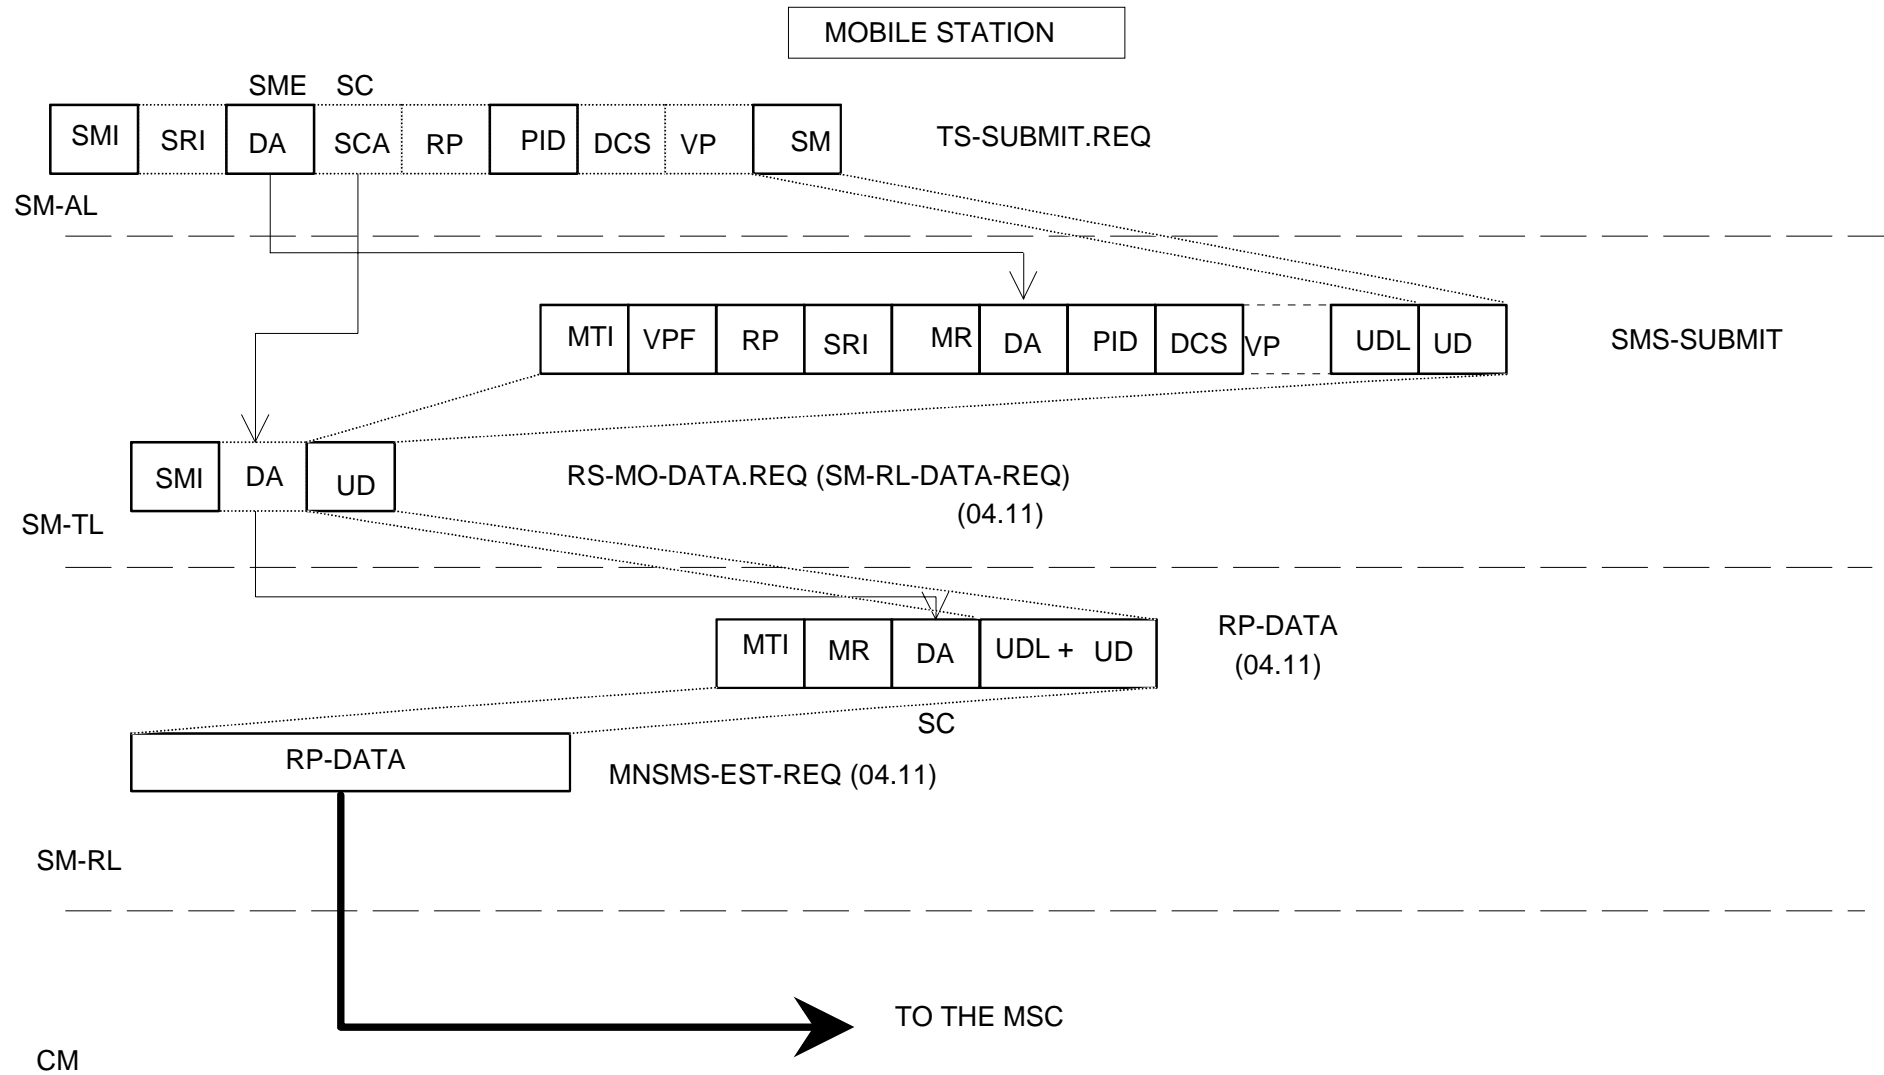 MOBILE STATION
SME SC
SMI SRI DA SCA RP PID DCS VP SM
TS-SUBMIT.REQ
SM-AL
MTI VPF RP SRI MR DA PID DCS VP UDL UD
SMS-SUBMIT
SMI DA UD
RS-MO-DATA.REQ (SM-RL-DATA-REQ)
(04.11)
SM-TL
MTI MR DA UDL + UD
RP-DATA
(04.11)
SC
RP-DATA
MNSMS-EST-REQ (04.11)
SM-RL
TO THE MSC
CM